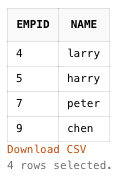 EMPID NAME
4 larry
5 harry
7 peter
9 chen
Download CSV
4 rows selected.